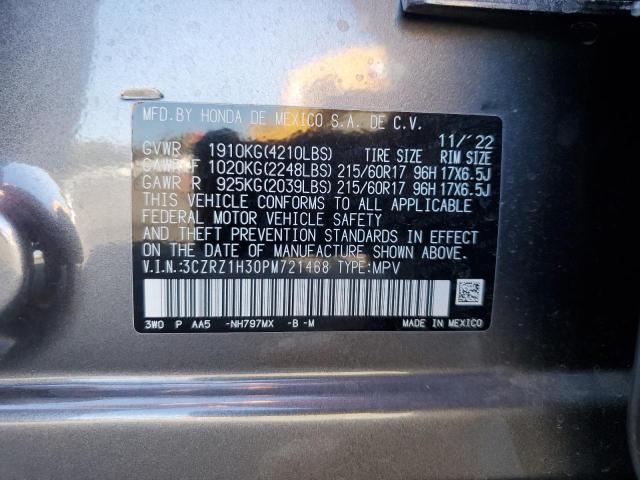 MFD.BY HONDA DE MEXICO S.A. DE C.V.
11/'22
GVWR 1910KG(4210LBS) TIRE SIZE RIM SIZE
GAWR F 1020KG(2248LBS) 215/60R17 96H 17X6.5J
GAWR R 925KG(2039LBS) 215/60R17 96H 17X6.5J
THIS VEHICLE CONFORMS TO ALL APPLICABLE
FEDERAL MOTOR VEHICLE SAFETY
AND THEFT PREVENTION STANDARDS IN EFFECT
ON THE DATE OF MANUFACTURE SHOWN ABOVE.
V.I.N.:3CZRZ1H30PM721468 TYPE:MPV
3W0 P AA5 -NH797MX -B -M MADE IN MEXICO